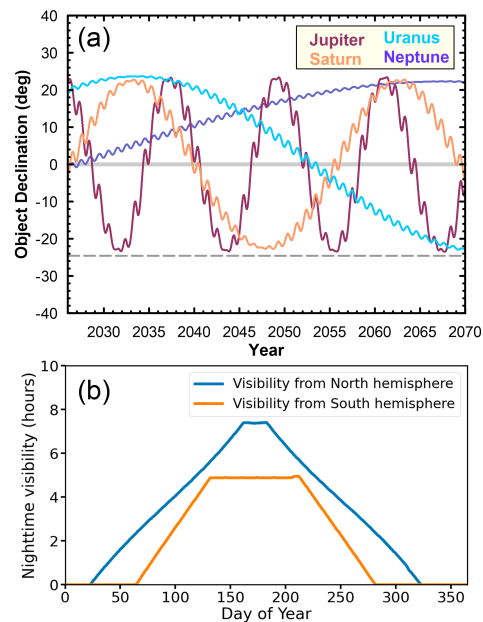 (a)
Jupiter Uranus
Saturn Neptune
Object Declination (deg)
40
30
20
10
0
-10
-20
-30
-40
2030 2035 2040 2045 2050 2055 2060 2065 2070
Year
(b)
Visibility from North hemisphere
Visibility from South hemisphere
Nighttime visibility (hours)
10
8
6
4
2
0
0 50 100 150 200 250 300 350
Day of Year